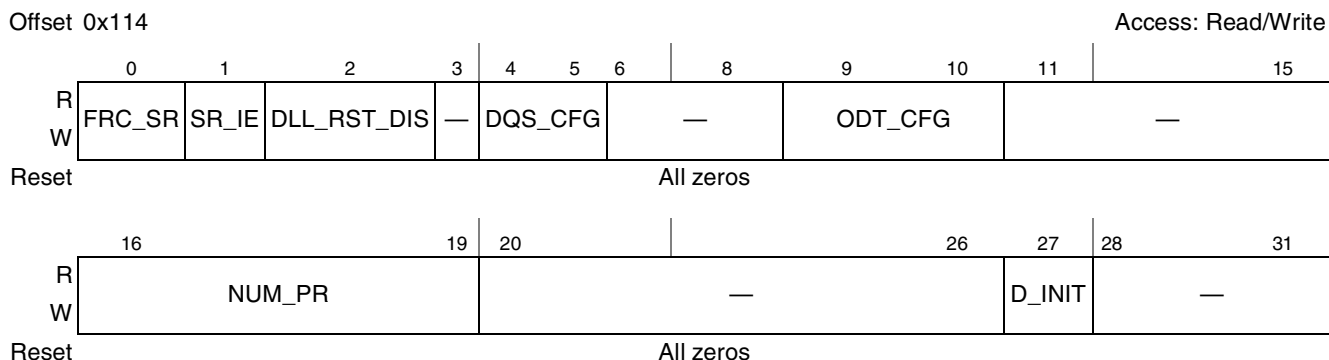 Offset 0x114 Access: Read/Write
0 1 2 3 4 5 6 8 9 10 11 15
R
FRC_SR SR_IE DLL_RST_DIS — DQS_CFG — ODT_CFG —
W
Reset All zeros
16 19 20 26 27 28 31
R
NUM_PR — D_INIT —
W
Reset All zeros